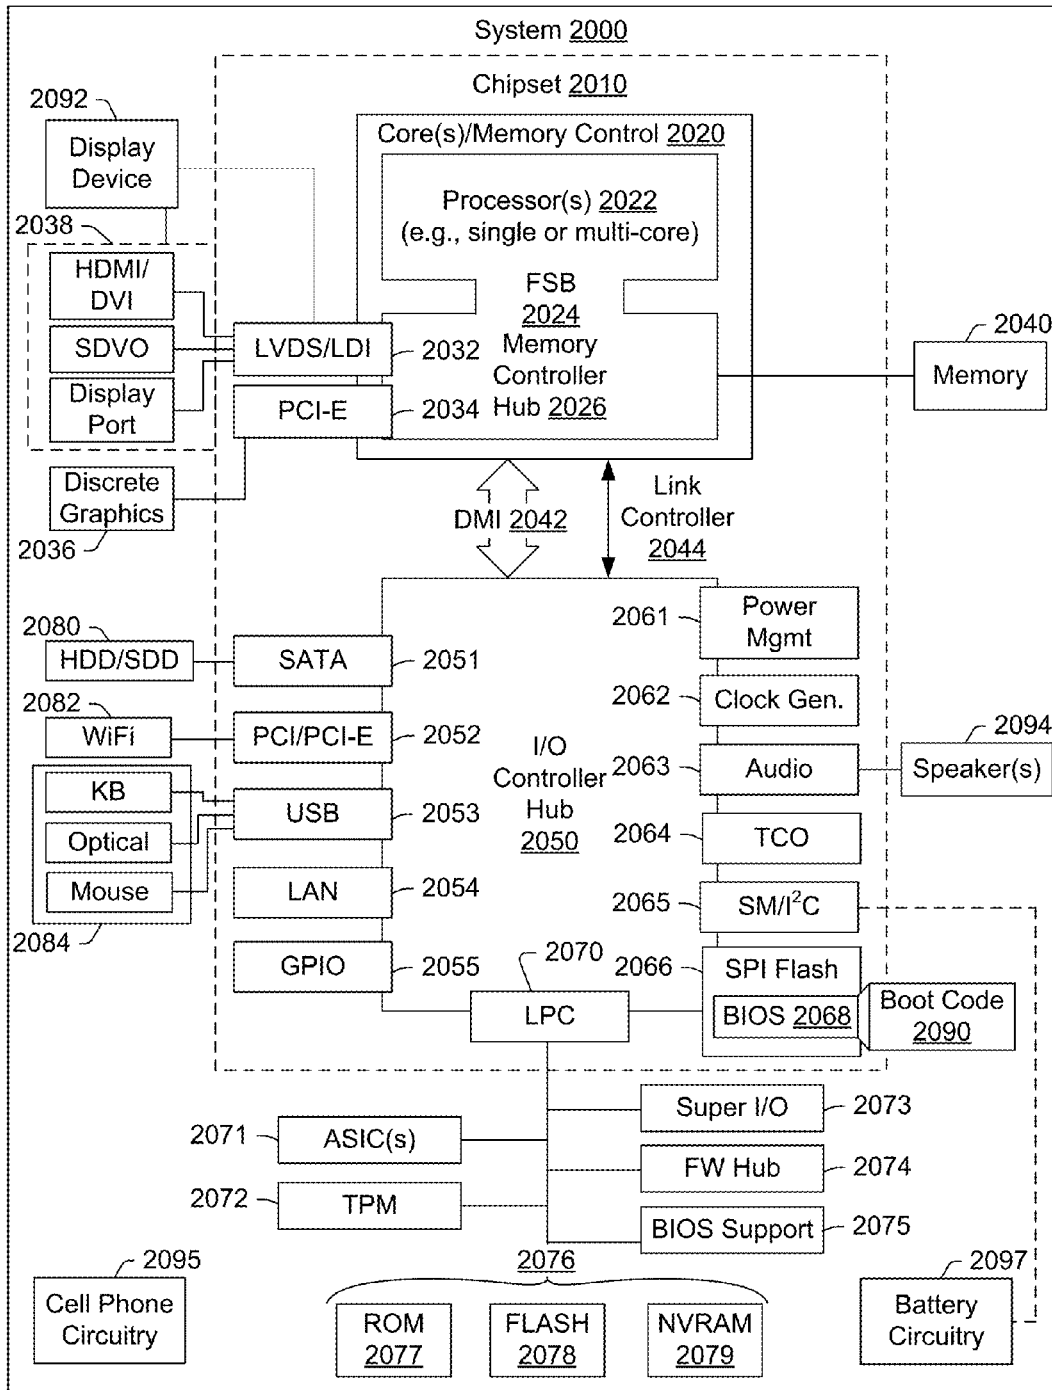 System 2000
Chipset 2010
2092
Display
Device
Core(s)/Memory Control 2020
Processor(s) 2022
(e.g., single or multi-core)
2038
HDMI/
DVI
SDVO
Display
Port
FSB
2024
Memory
Controller
Hub 2026
LVDS/LDI
2032
PCI-E
2034
2040
Memory
Discrete
Graphics
2036
DMI 2042
Link
Controller
2044
2080
HDD/SDD
SATA
2051
2082
WiFi
PCI/PCI-E
2052
KB
Optical
Mouse
2084
USB
2053
LAN
2054
GPIO
2055
I/O
Controller
Hub
2050
2061
Power
Mgmt
2062
Clock Gen.
2063
Audio
2094
Speaker(s)
2064
TCO
2065
SM/I²C
2066
SPI Flash
BIOS 2068
Boot Code
2090
2070
LPC
2071
ASIC(s)
2072
TPM
Super I/O
2073
FW Hub
2074
BIOS Support
2075
2095
Cell Phone
Circuitry
2076
ROM
2077
FLASH
2078
NVRAM
2079
2097
Battery
Circuitry